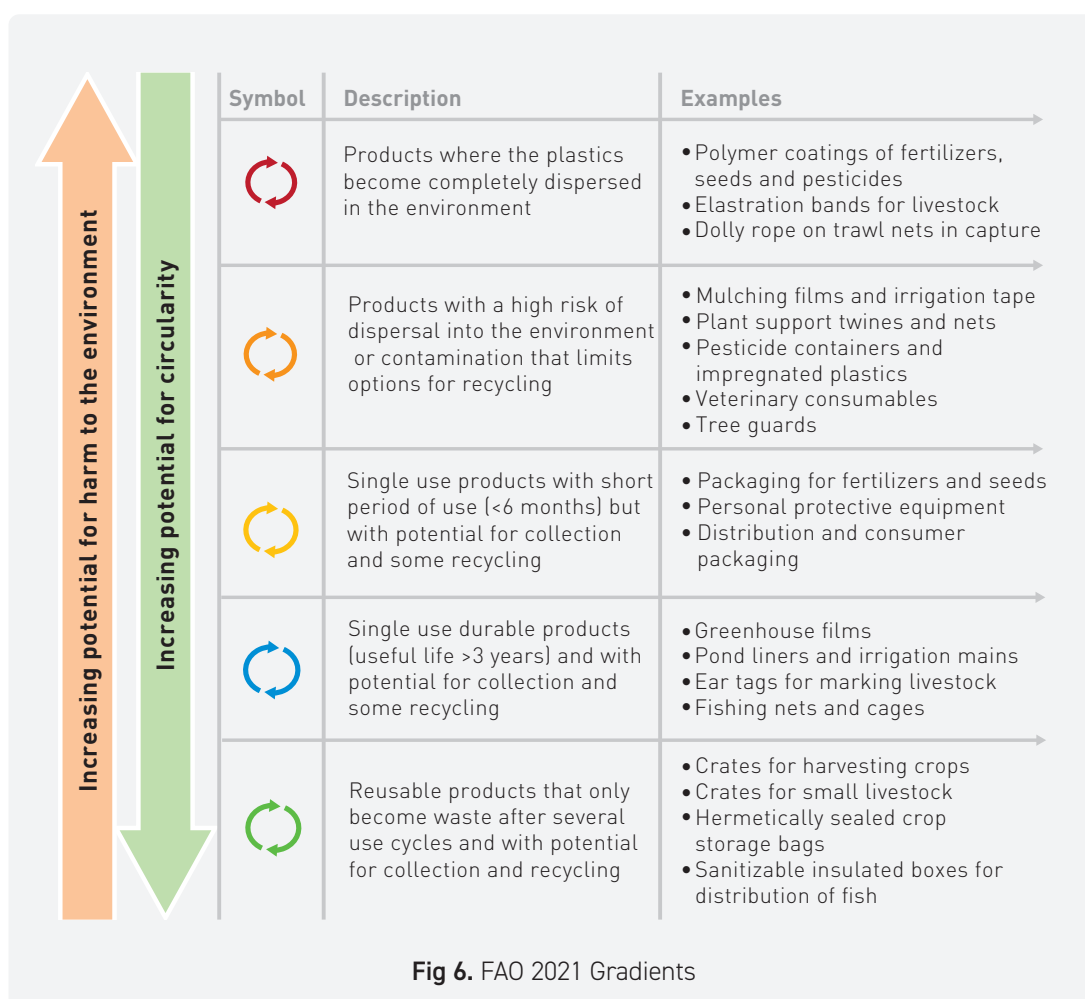 Increasing potential for harm to the environment
Increasing potential for circularity
Symbol
Description
Examples
Products where the plastics
become completely dispersed
in the environment
• Polymer coatings of fertilizers,
seeds and pesticides
• Elastration bands for livestock
• Dolly rope on trawl nets in capture
Products with a high risk of
dispersal into the environment
or contamination that limits
options for recycling
• Mulching films and irrigation tape
• Plant support twines and nets
• Pesticide containers and
impregnated plastics
• Veterinary consumables
• Tree guards
Single use products with short
period of use (<6 months) but
with potential for collection
and some recycling
• Packaging for fertilizers and seeds
• Personal protective equipment
• Distribution and consumer
packaging
Single use durable products
(useful life >3 years) and with
potential for collection and
some recycling
• Greenhouse films
• Pond liners and irrigation mains
• Ear tags for marking livestock
• Fishing nets and cages
Reusable products that only
become waste after several
use cycles and with potential
for collection and recycling
• Crates for harvesting crops
• Crates for small livestock
• Hermetically sealed crop
storage bags
• Sanitizable insulated boxes for
distribution of fish
Fig 6. FAO 2021 Gradients